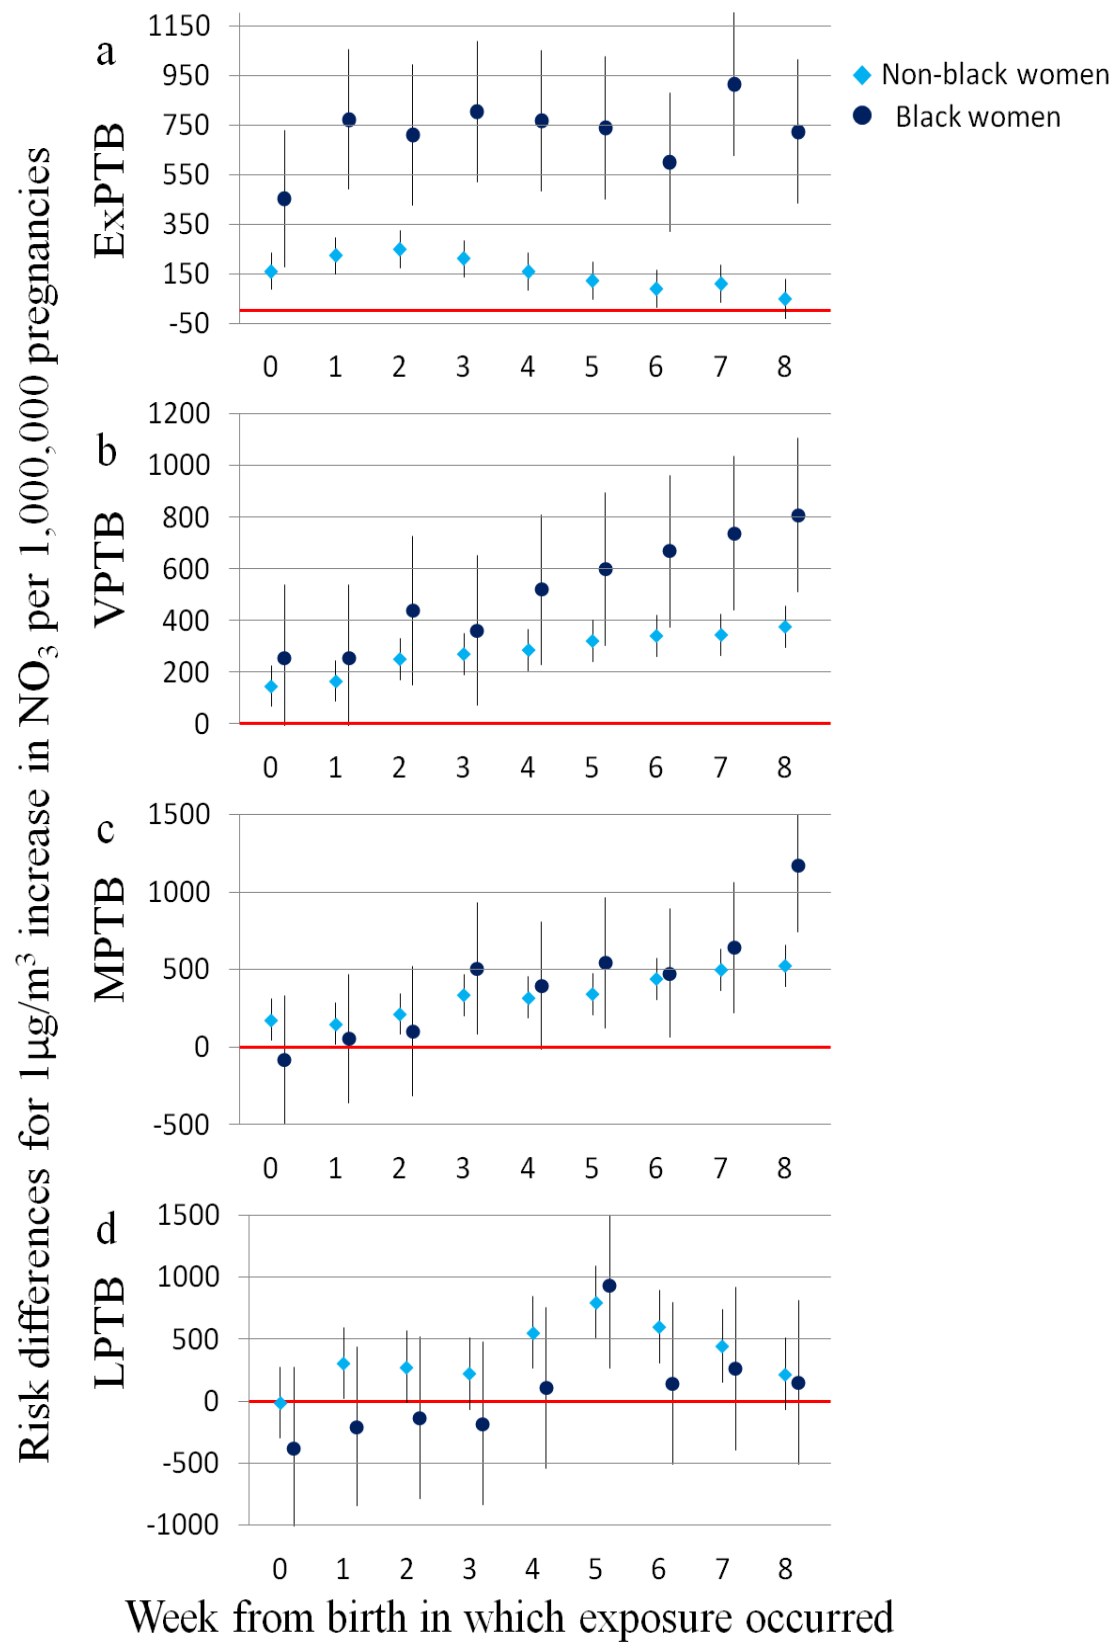 Risk differences for 1µg/m³ increase in NO₃ per 1,000,000 pregnancies
Non-black women
Black women
a
ExPTB
1150
950
750
550
350
150
-50
0 1 2 3 4 5 6 7 8
b
VPTB
1200
1000
800
600
400
200
0
0 1 2 3 4 5 6 7 8
c
MPTB
1500
1000
500
0
-500
0 1 2 3 4 5 6 7 8
d
LPTB
1500
1000
500
0
-500
-1000
0 1 2 3 4 5 6 7 8
Week from birth in which exposure occurred